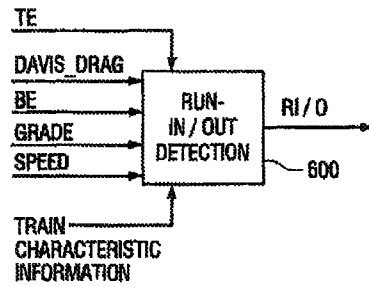 TE
DAVIS_DRAG
BE
GRADE
SPEED
RUN-
IN / OUT
DETECTION
RI / O
600
TRAIN
CHARACTERISTIC
INFORMATION